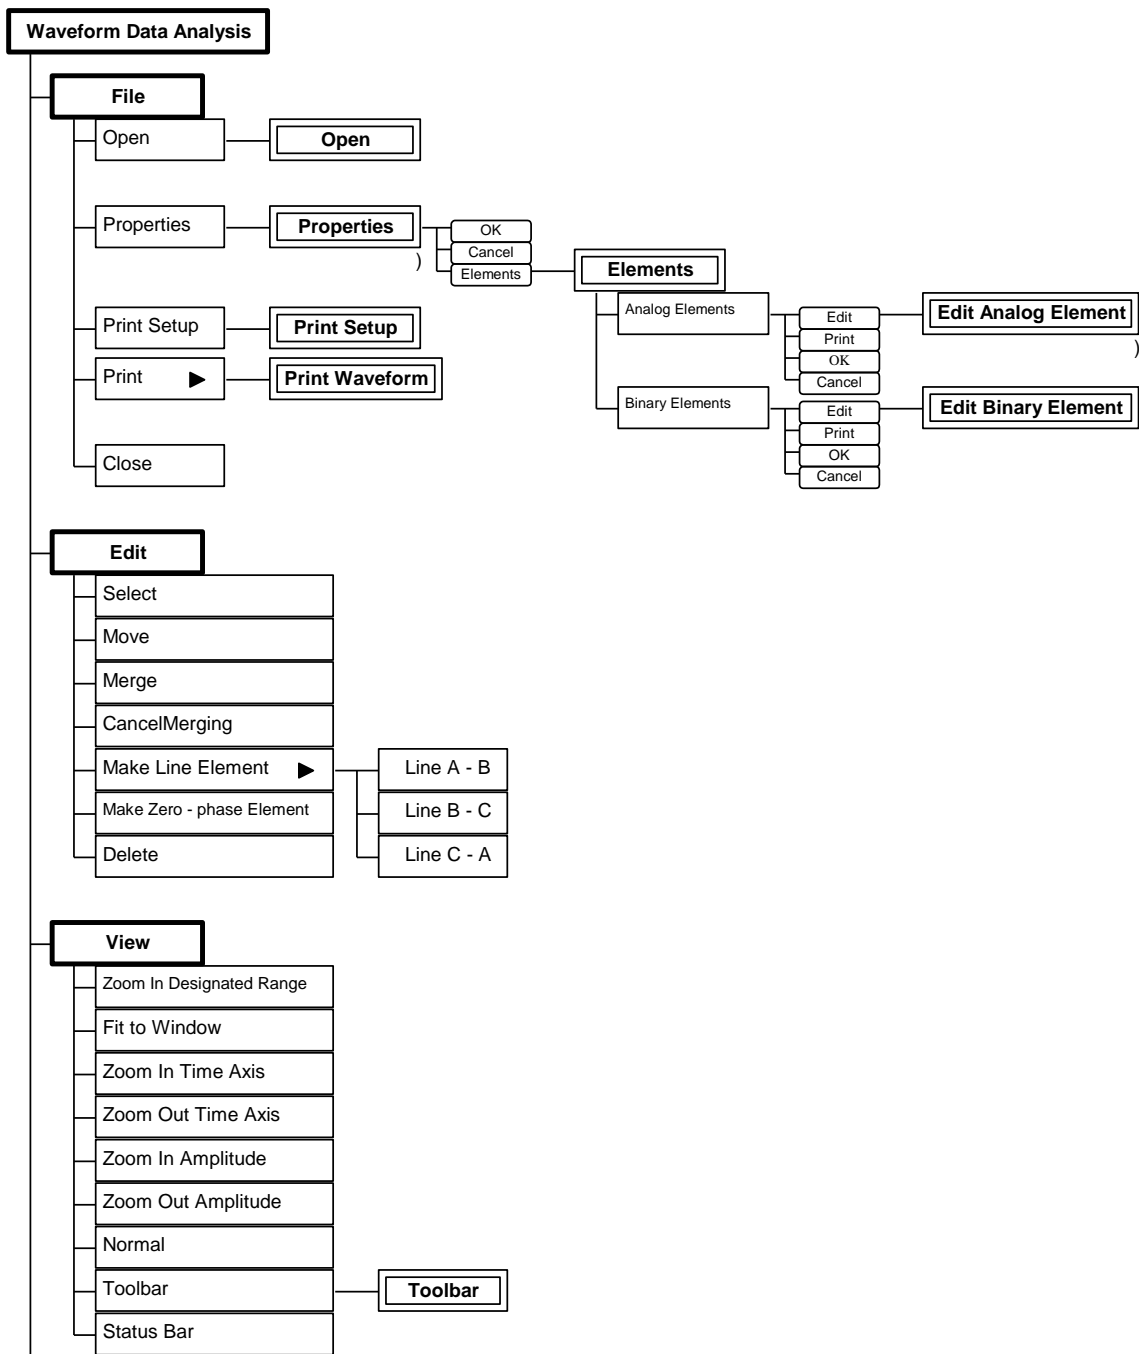 Waveform Data Analysis
File
Open
Open
Properties
Properties
)
OK
Cancel
Elements
Elements
Analog Elements
Edit
Print
OK
Cancel
Edit Analog Element
)
Binary Elements
Edit
Print
OK
Cancel
Edit Binary Element
Print Setup
Print Setup
Print
Print Waveform
Close
Edit
Select
Move
Merge
CancelMerging
Make Line Element
Line A - B
Line B - C
Line C - A
Make Zero - phase Element
Delete
View
Zoom In Designated Range
Fit to Window
Zoom In Time Axis
Zoom Out Time Axis
Zoom In Amplitude
Zoom Out Amplitude
Normal
Toolbar
Toolbar
Status Bar